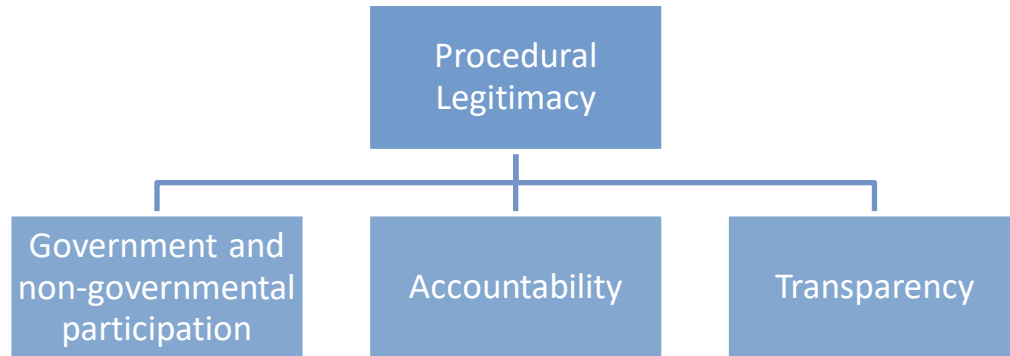 Procedural
Legitimacy
Government and
non-governmental
participation
Accountability
Transparency